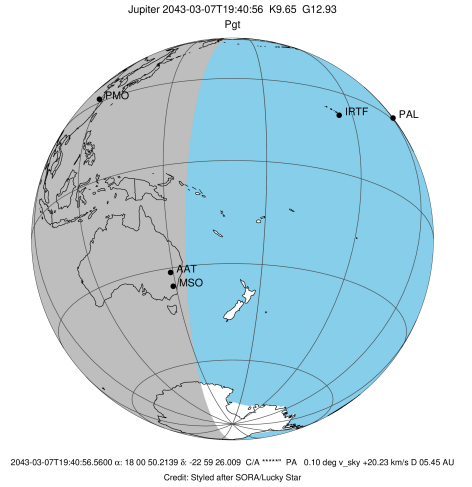 Jupiter 2043-03-07T19:40:56 K9.65 G12.93
Pgt
PMO
IRTF
PAL
AAT
MSO
2043-03-07T19:40:56.5600 α: 18 00 50.2139 δ: -22 59 26.009 C/A *****" PA 0.10 deg v_sky +20.23 km/s D 05.45 AU
Credit: Styled after SORA/Lucky Star